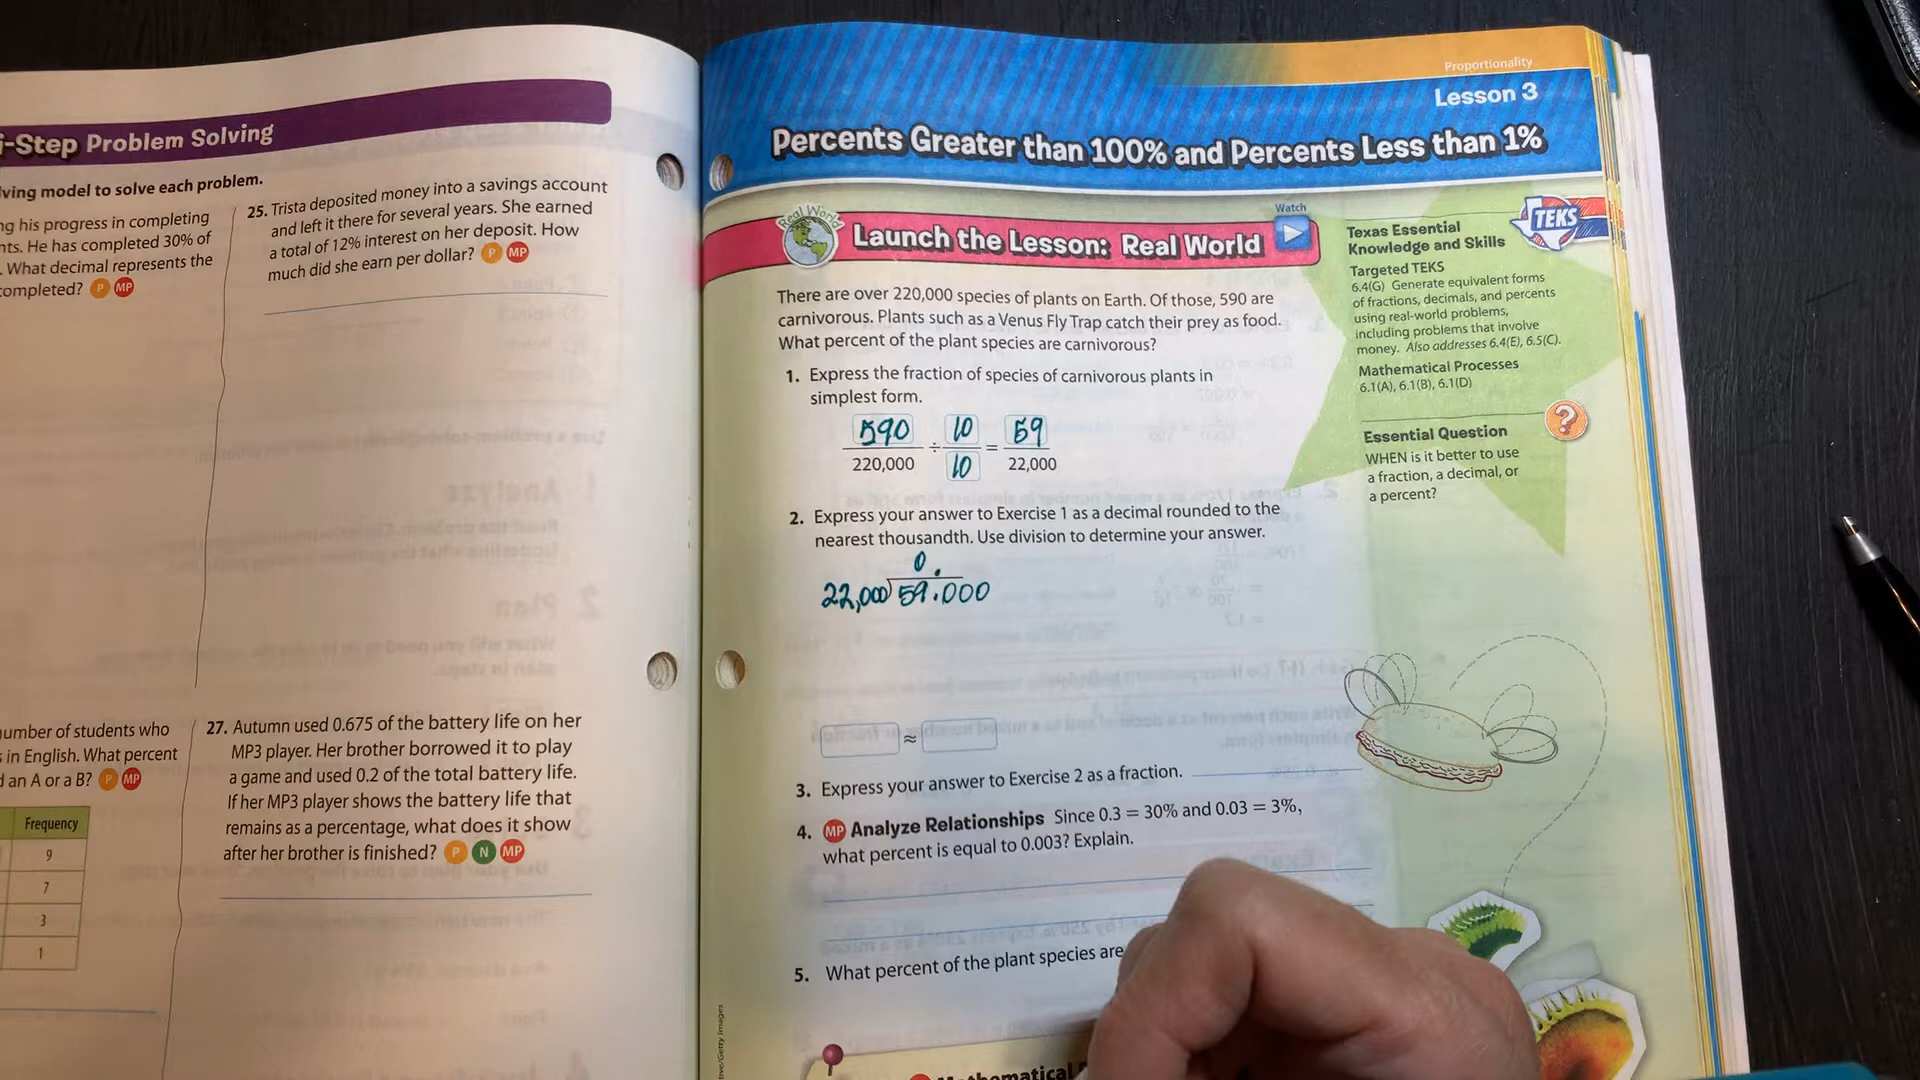 i-Step Problem Solving
lving model to solve each problem.
ng his progress in completing
nts. He has completed 30% of
. What decimal represents the
completed? P MP
25. Trista deposited money into a savings account
and left it there for several years. She earned
a total of 12% interest on her deposit. How
much did she earn per dollar? P MP
number of students who
s in English. What percent
d an A or a B? P MP
Frequency
9
7
3
1
27. Autumn used 0.675 of the battery life on her
MP3 player. Her brother borrowed it to play
a game and used 0.2 of the total battery life.
If her MP3 player shows the battery life that
remains as a percentage, what does it show
after her brother is finished? P N MP
Proportionality
Lesson 3
Percents Greater than 100% and Percents Less than 1%
Real World
Launch the Lesson: Real World
Watch
There are over 220,000 species of plants on Earth. Of those, 590 are
carnivorous. Plants such as a Venus Fly Trap catch their prey as food.
What percent of the plant species are carnivorous?
1. Express the fraction of species of carnivorous plants in
simplest form.
590 10 59
÷ =
220,000 10 22,000
2. Express your answer to Exercise 1 as a decimal rounded to the
nearest thousandth. Use division to determine your answer.
0.
22,000 59.000
≈
3. Express your answer to Exercise 2 as a fraction.
4. MP Analyze Relationships Since 0.3 = 30% and 0.03 = 3%,
what percent is equal to 0.003? Explain.
5. What percent of the plant species are
Mathematical
TEKS
Texas Essential
Knowledge and Skills
Targeted TEKS
6.4(G) Generate equivalent forms
of fractions, decimals, and percents
using real-world problems,
including problems that involve
money. Also addresses 6.4(E), 6.5(C).
Mathematical Processes
6.1(A), 6.1(B), 6.1(D)
?
Essential Question
WHEN is it better to use
a fraction, a decimal, or
a percent?
tive/Getty Images